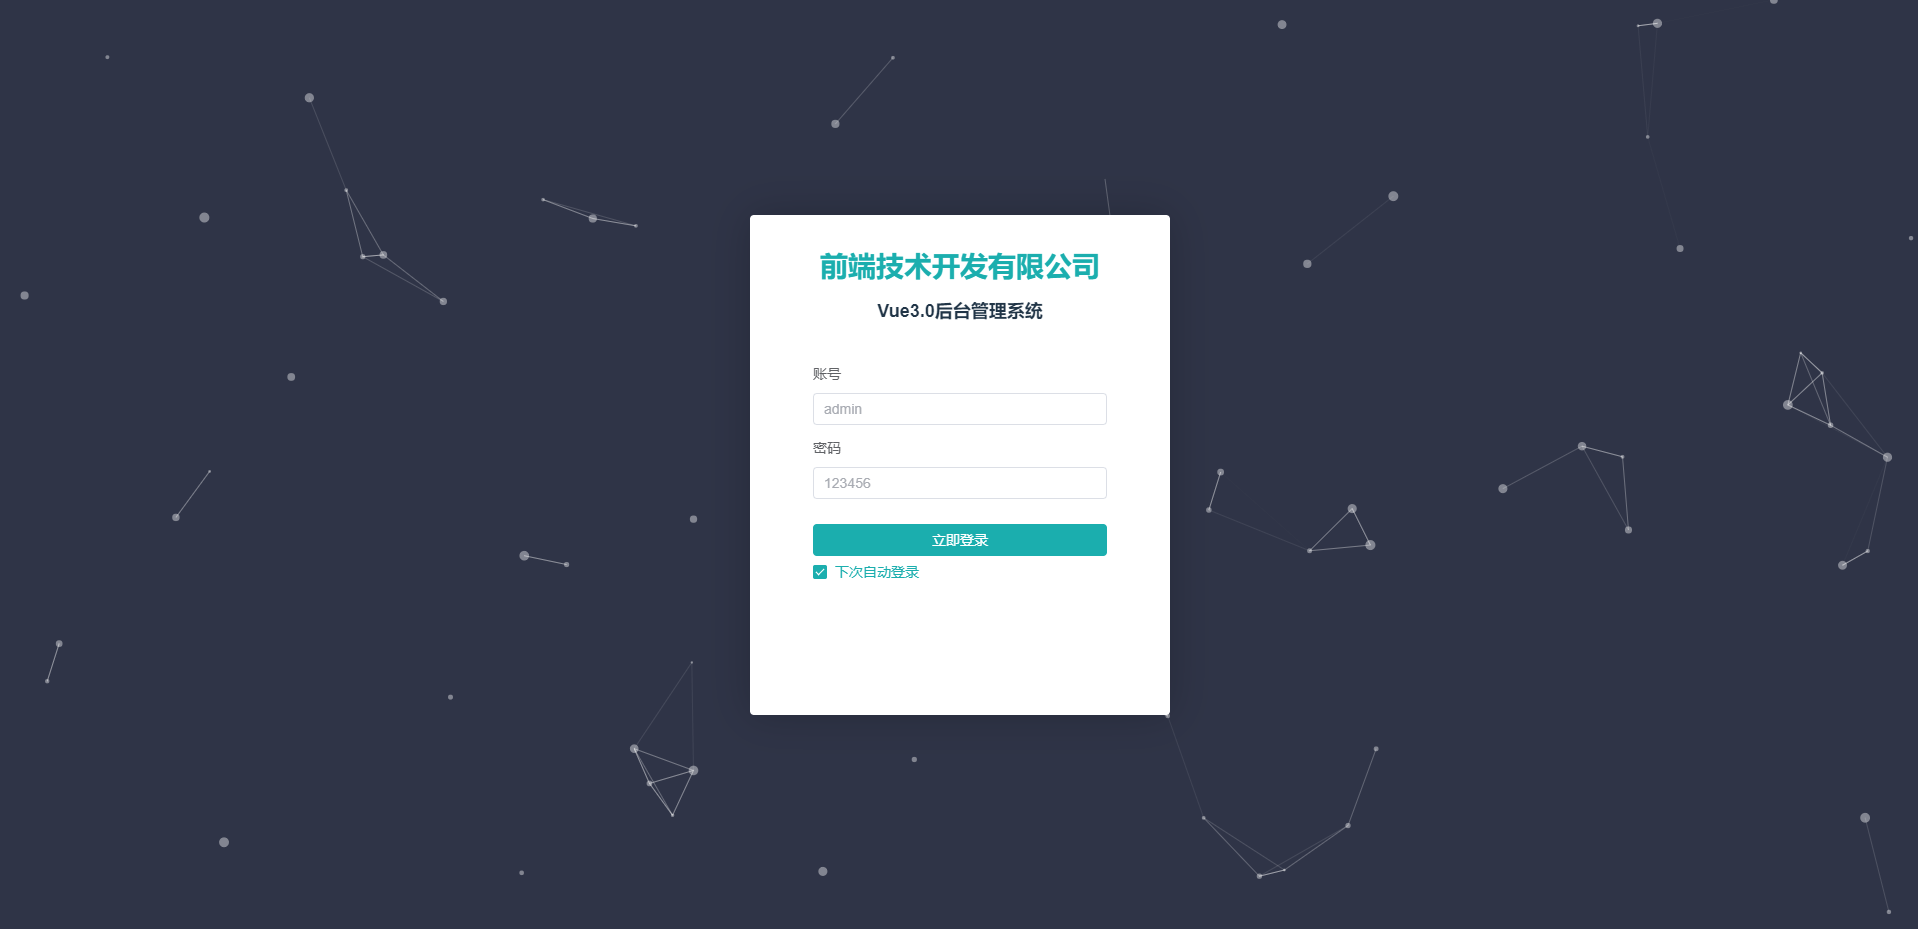 前端技术开发有限公司
Vue3.0后台管理系统
账号
admin
密码
123456
立即登录
下次自动登录